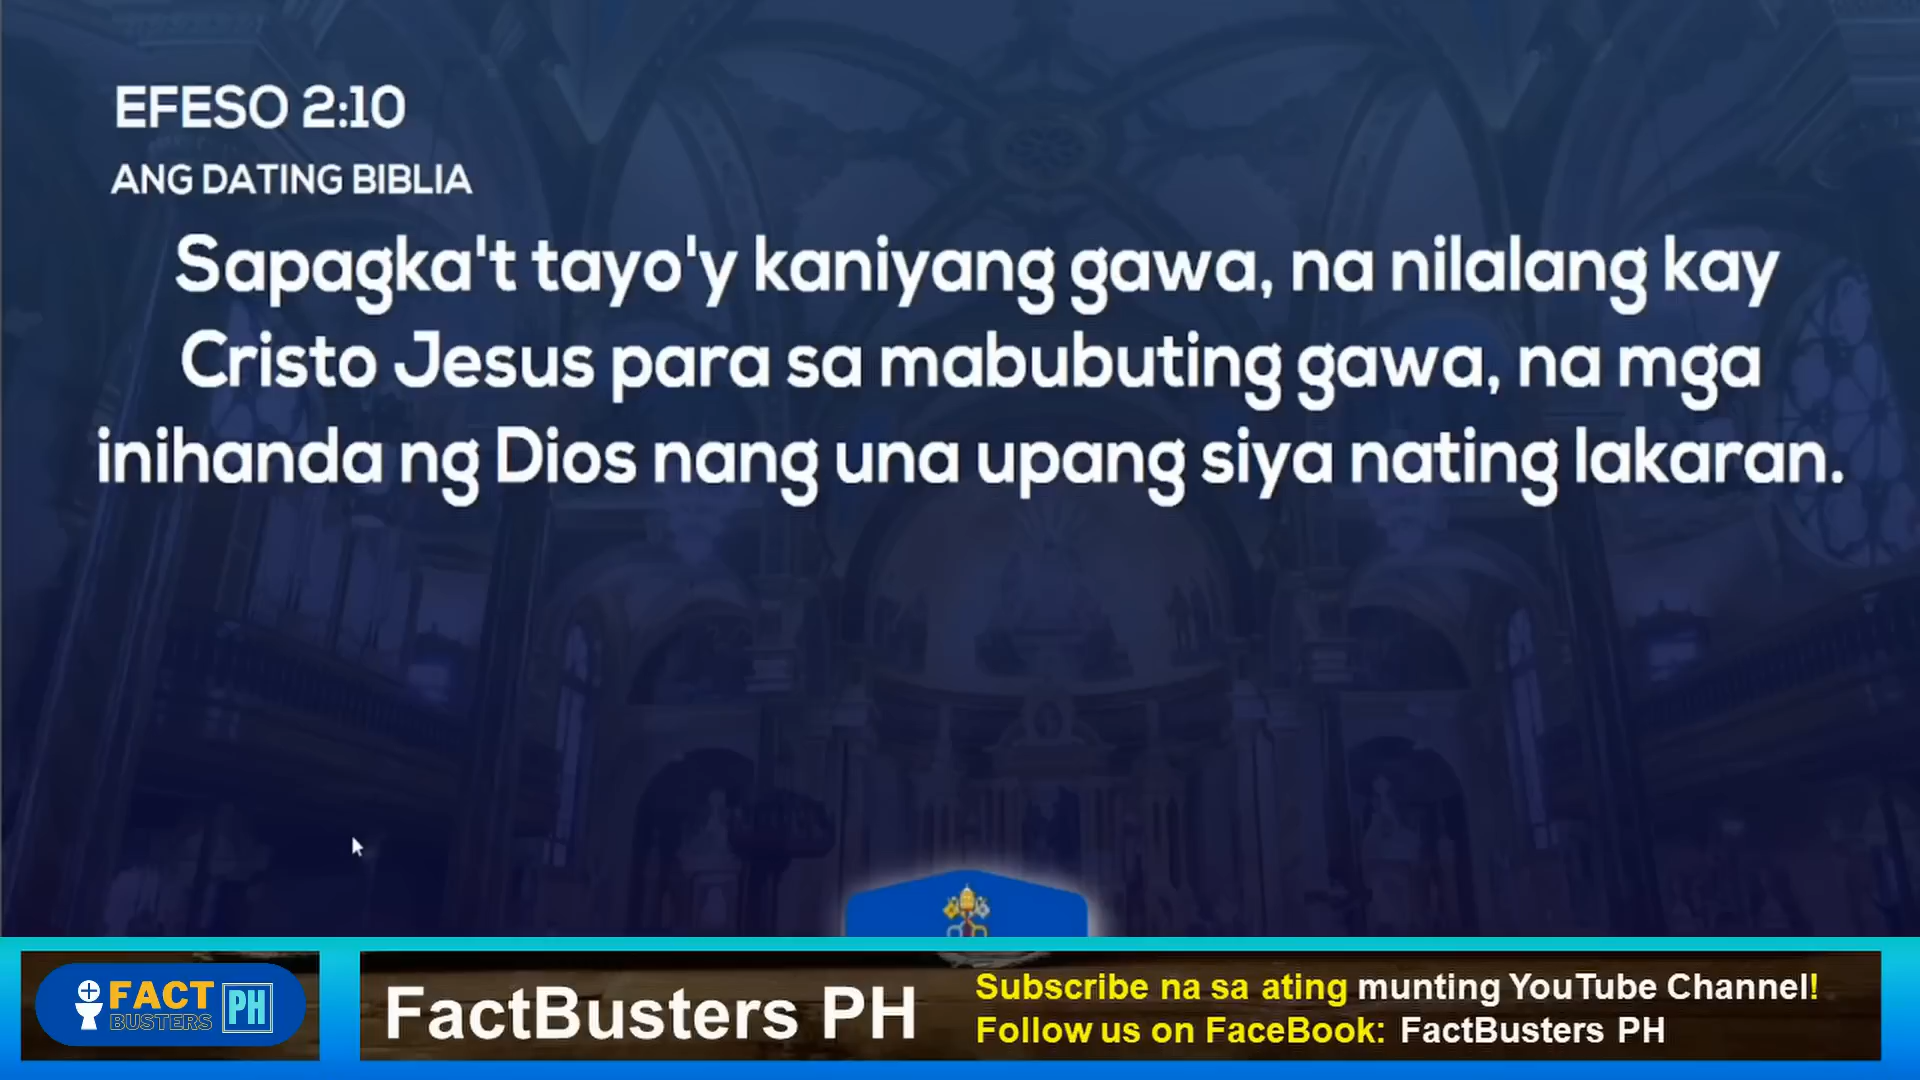 EFESO 2:10
ANG DATING BIBLIA
Sapagka't tayo'y kaniyang gawa, na nilalang kay
Cristo Jesus para sa mabubuting gawa, na mga
inihanda ng Dios nang una upang siya nating lakaran.
FACT
BUSTERS
PH
FactBusters PH
Subscribe na sa ating munting YouTube Channel!
Follow us on FaceBook: FactBusters PH